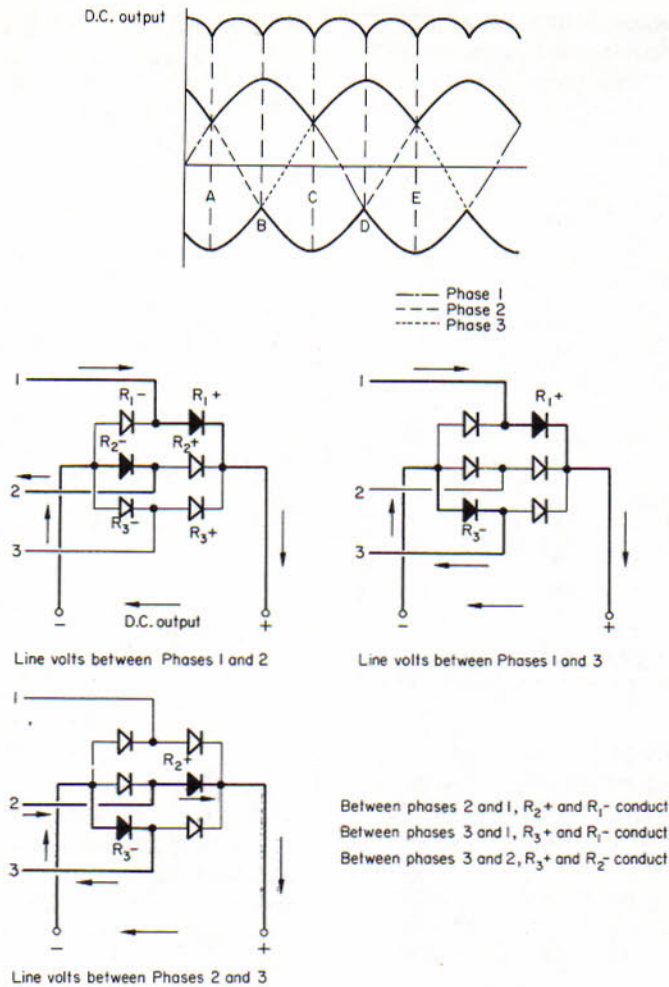 D.C. output
A
B
C
D
E
Phase 1
Phase 2
Phase 3
1
R₁-
R₁+
R₂-
R₂+
2
R₃-
R₃+
3
-
D.C. output
+
Line volts between Phases 1 and 2
1
R₁+
2
R₃-
3
-
+
Line volts between Phases 1 and 3
1
R₂+
2
R₃-
3
-
+
Line volts between Phases 2 and 3
Between phases 2 and 1, R₂+ and R₁- conduct
Between phases 3 and 1, R₃+ and R₁- conduct
Between phases 3 and 2, R₃+ and R₂- conduct